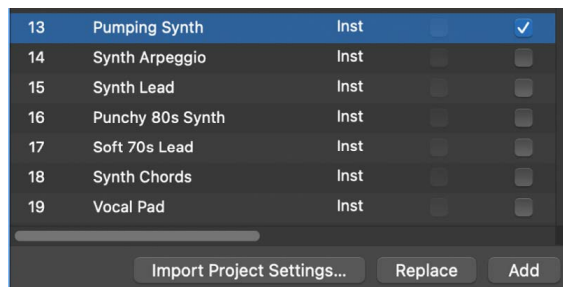 13 Pumping Synth Inst
14 Synth Arpeggio Inst
15 Synth Lead Inst
16 Punchy 80s Synth Inst
17 Soft 70s Lead Inst
18 Synth Chords Inst
19 Vocal Pad Inst
Import Project Settings... Replace Add